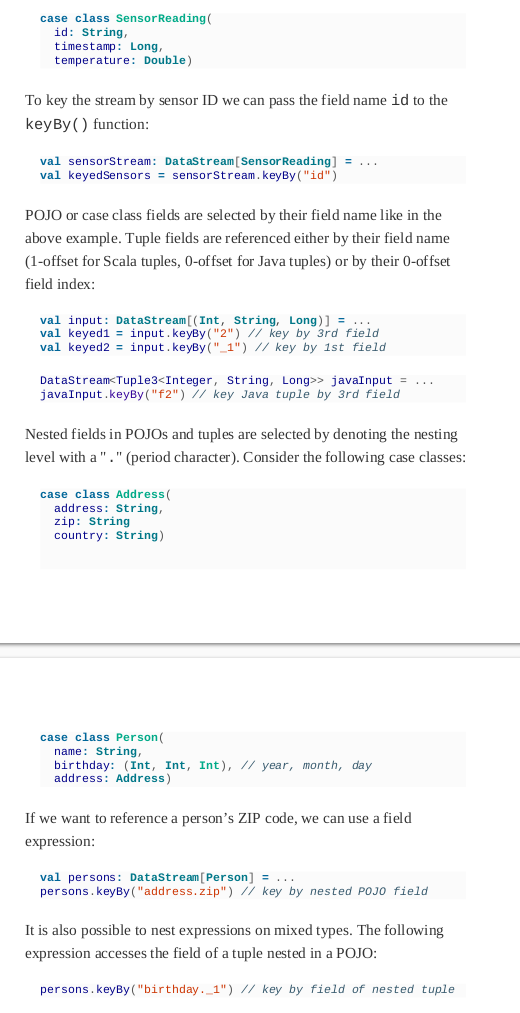 case class SensorReading(
  id: String,
  timestamp: Long,
  temperature: Double)
To key the stream by sensor ID we can pass the field name id to the
keyBy() function:
val sensorStream: DataStream[SensorReading] = ...
val keyedSensors = sensorStream.keyBy("id")
POJO or case class fields are selected by their field name like in the
above example. Tuple fields are referenced either by their field name
(1-offset for Scala tuples, 0-offset for Java tuples) or by their 0-offset
field index:
val input: DataStream[(Int, String, Long)] = ...
val keyed1 = input.keyBy("2") // key by 3rd field
val keyed2 = input.keyBy("_1") // key by 1st field
DataStream<Tuple3<Integer, String, Long>> javaInput = ...
javaInput.keyBy("f2") // key Java tuple by 3rd field
Nested fields in POJOs and tuples are selected by denoting the nesting
level with a "." (period character). Consider the following case classes:
case class Address(
  address: String,
  zip: String
  country: String)
case class Person(
  name: String,
  birthday: (Int, Int, Int), // year, month, day
  address: Address)
If we want to reference a person’s ZIP code, we can use a field
expression:
val persons: DataStream[Person] = ...
persons.keyBy("address.zip") // key by nested POJO field
It is also possible to nest expressions on mixed types. The following
expression accesses the field of a tuple nested in a POJO:
persons.keyBy("birthday._1") // key by field of nested tuple